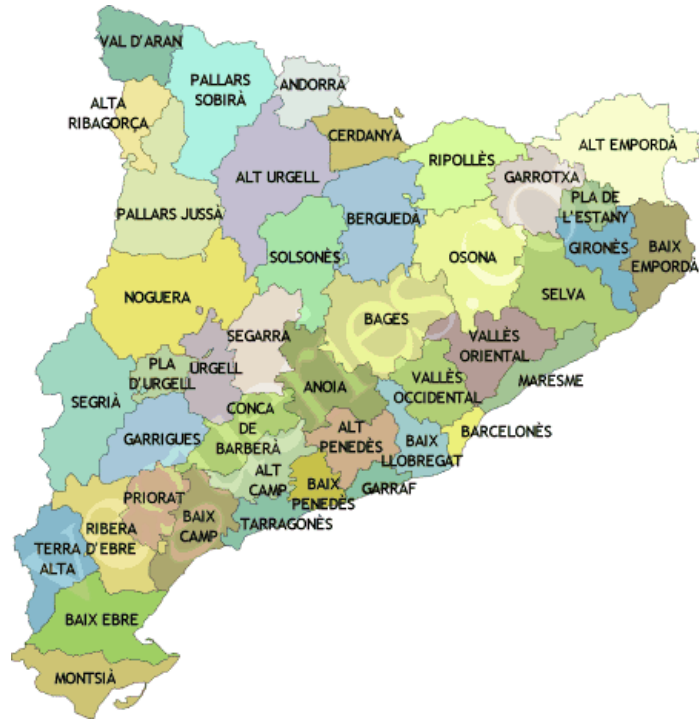 VAL D'ARAN
PALLARS
SOBIRÀ
ANDORRA
ALTA
RIBAGORÇA
CERDANYA
RIPOLLÈS
ALT EMPORDÀ
ALT URGELL
GARROTXA
PLA DE
L'ESTANY
PALLARS JUSSÀ
BERGUEDÀ
GIRONÈS
BAIX
EMPORDÀ
SOLSONÈS
OSONA
NOGUERA
SELVA
SEGARRA
BAGES
VALLÈS
ORIENTAL
PLA
D'URGELL
URGELL
ANOIA
VALLÈS
OCCIDENTAL
MARESME
SEGRIÀ
CONCA
DE
BARBERÀ
GARRIGUES
ALT
PENEDÈS
BAIX
LLOBREGAT
BARCELONÈS
ALT
CAMP
BAIX
PENEDÈS
GARRAF
PRIORAT
BAIX
CAMP
TARRAGONÈS
RIBERA
D'EBRE
TERRA
ALTA
BAIX EBRE
MONTSIÀ